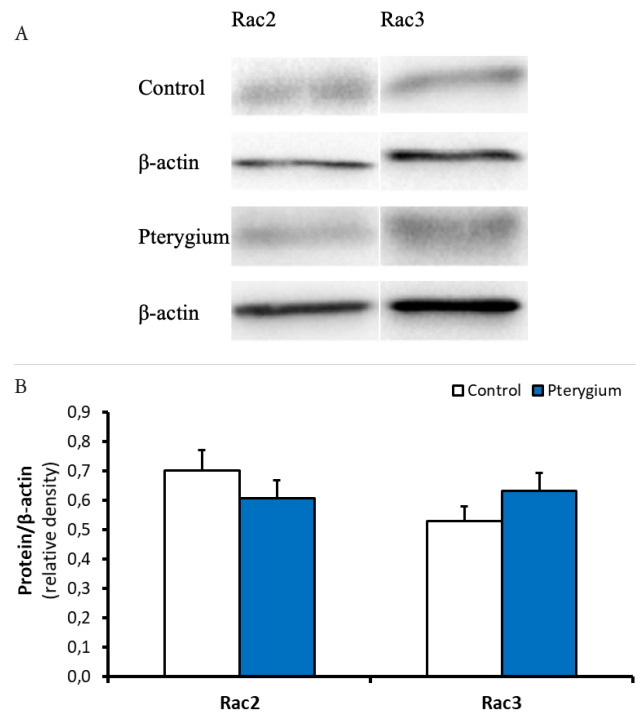 A
Rac2 Rac3
Control
β-actin
Pterygium
β-actin
B
Control Pterygium
0,9
0,8
0,7
0,6
0,5
0,4
0,3
0,2
0,1
0,0
Protein/β-actin
(relative density)
Rac2 Rac3